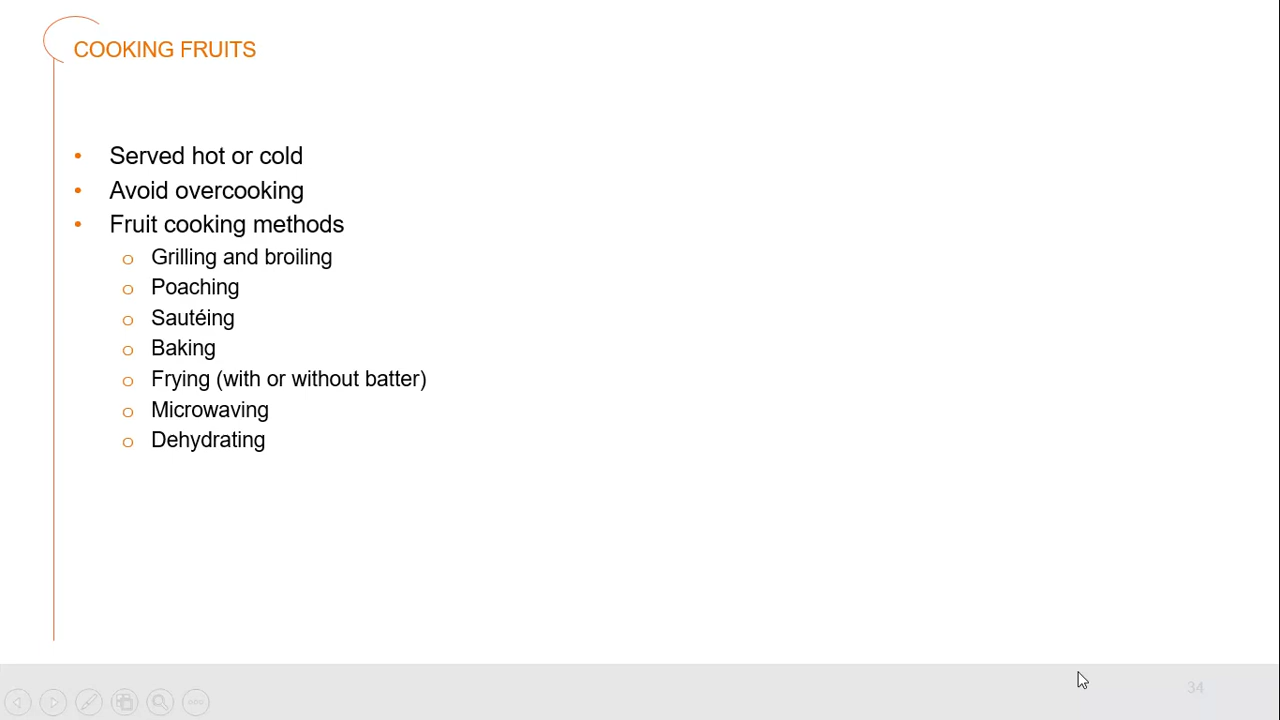 COOKING FRUITS
• Served hot or cold
• Avoid overcooking
• Fruit cooking methods
o Grilling and broiling
o Poaching
o Sautéing
o Baking
o Frying (with or without batter)
o Microwaving
o Dehydrating
34